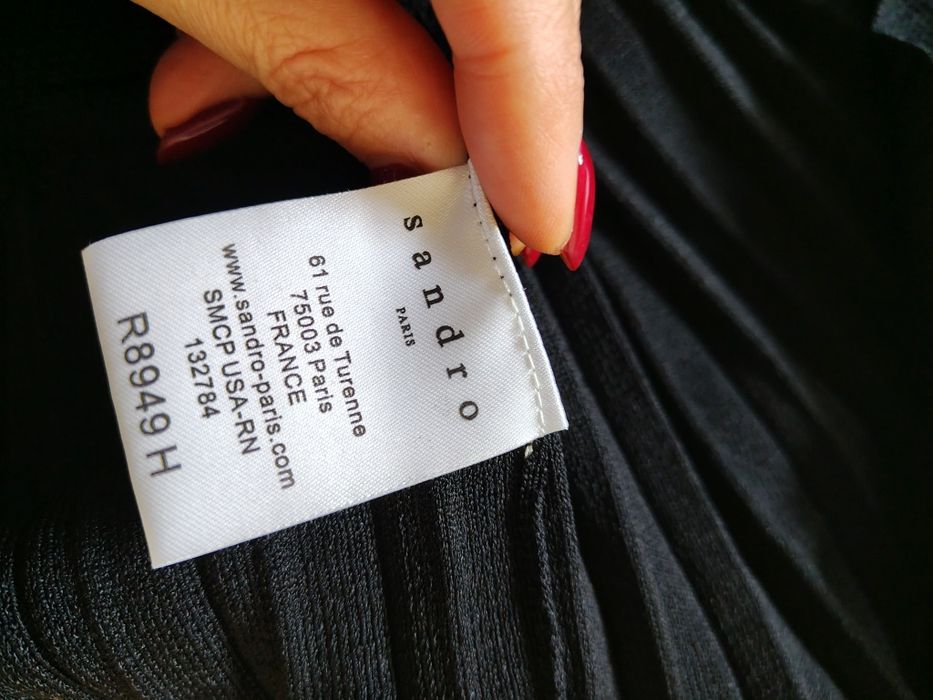 sandro
PARIS
61 rue de Turenne
75003 Paris
FRANCE
www.sandro-paris.com
SMCP USA-RN
132784
R8949 H